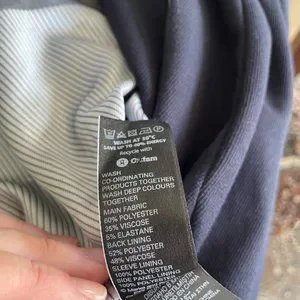 WASH AT 30°C
SAVE UP TO 40% ENERGY
Recycle with
Oxfam
WASH
CO-ORDINATING
PRODUCTS TOGETHER
WASH DEEP COLOURS
TOGETHER
MAIN FABRIC
60% POLYESTER
35% VISCOSE
5% ELASTANE
BACK LINING
52% POLYESTER
48% VISCOSE
SLEEVE LINING
100% POLYESTER
100% POLYESTER